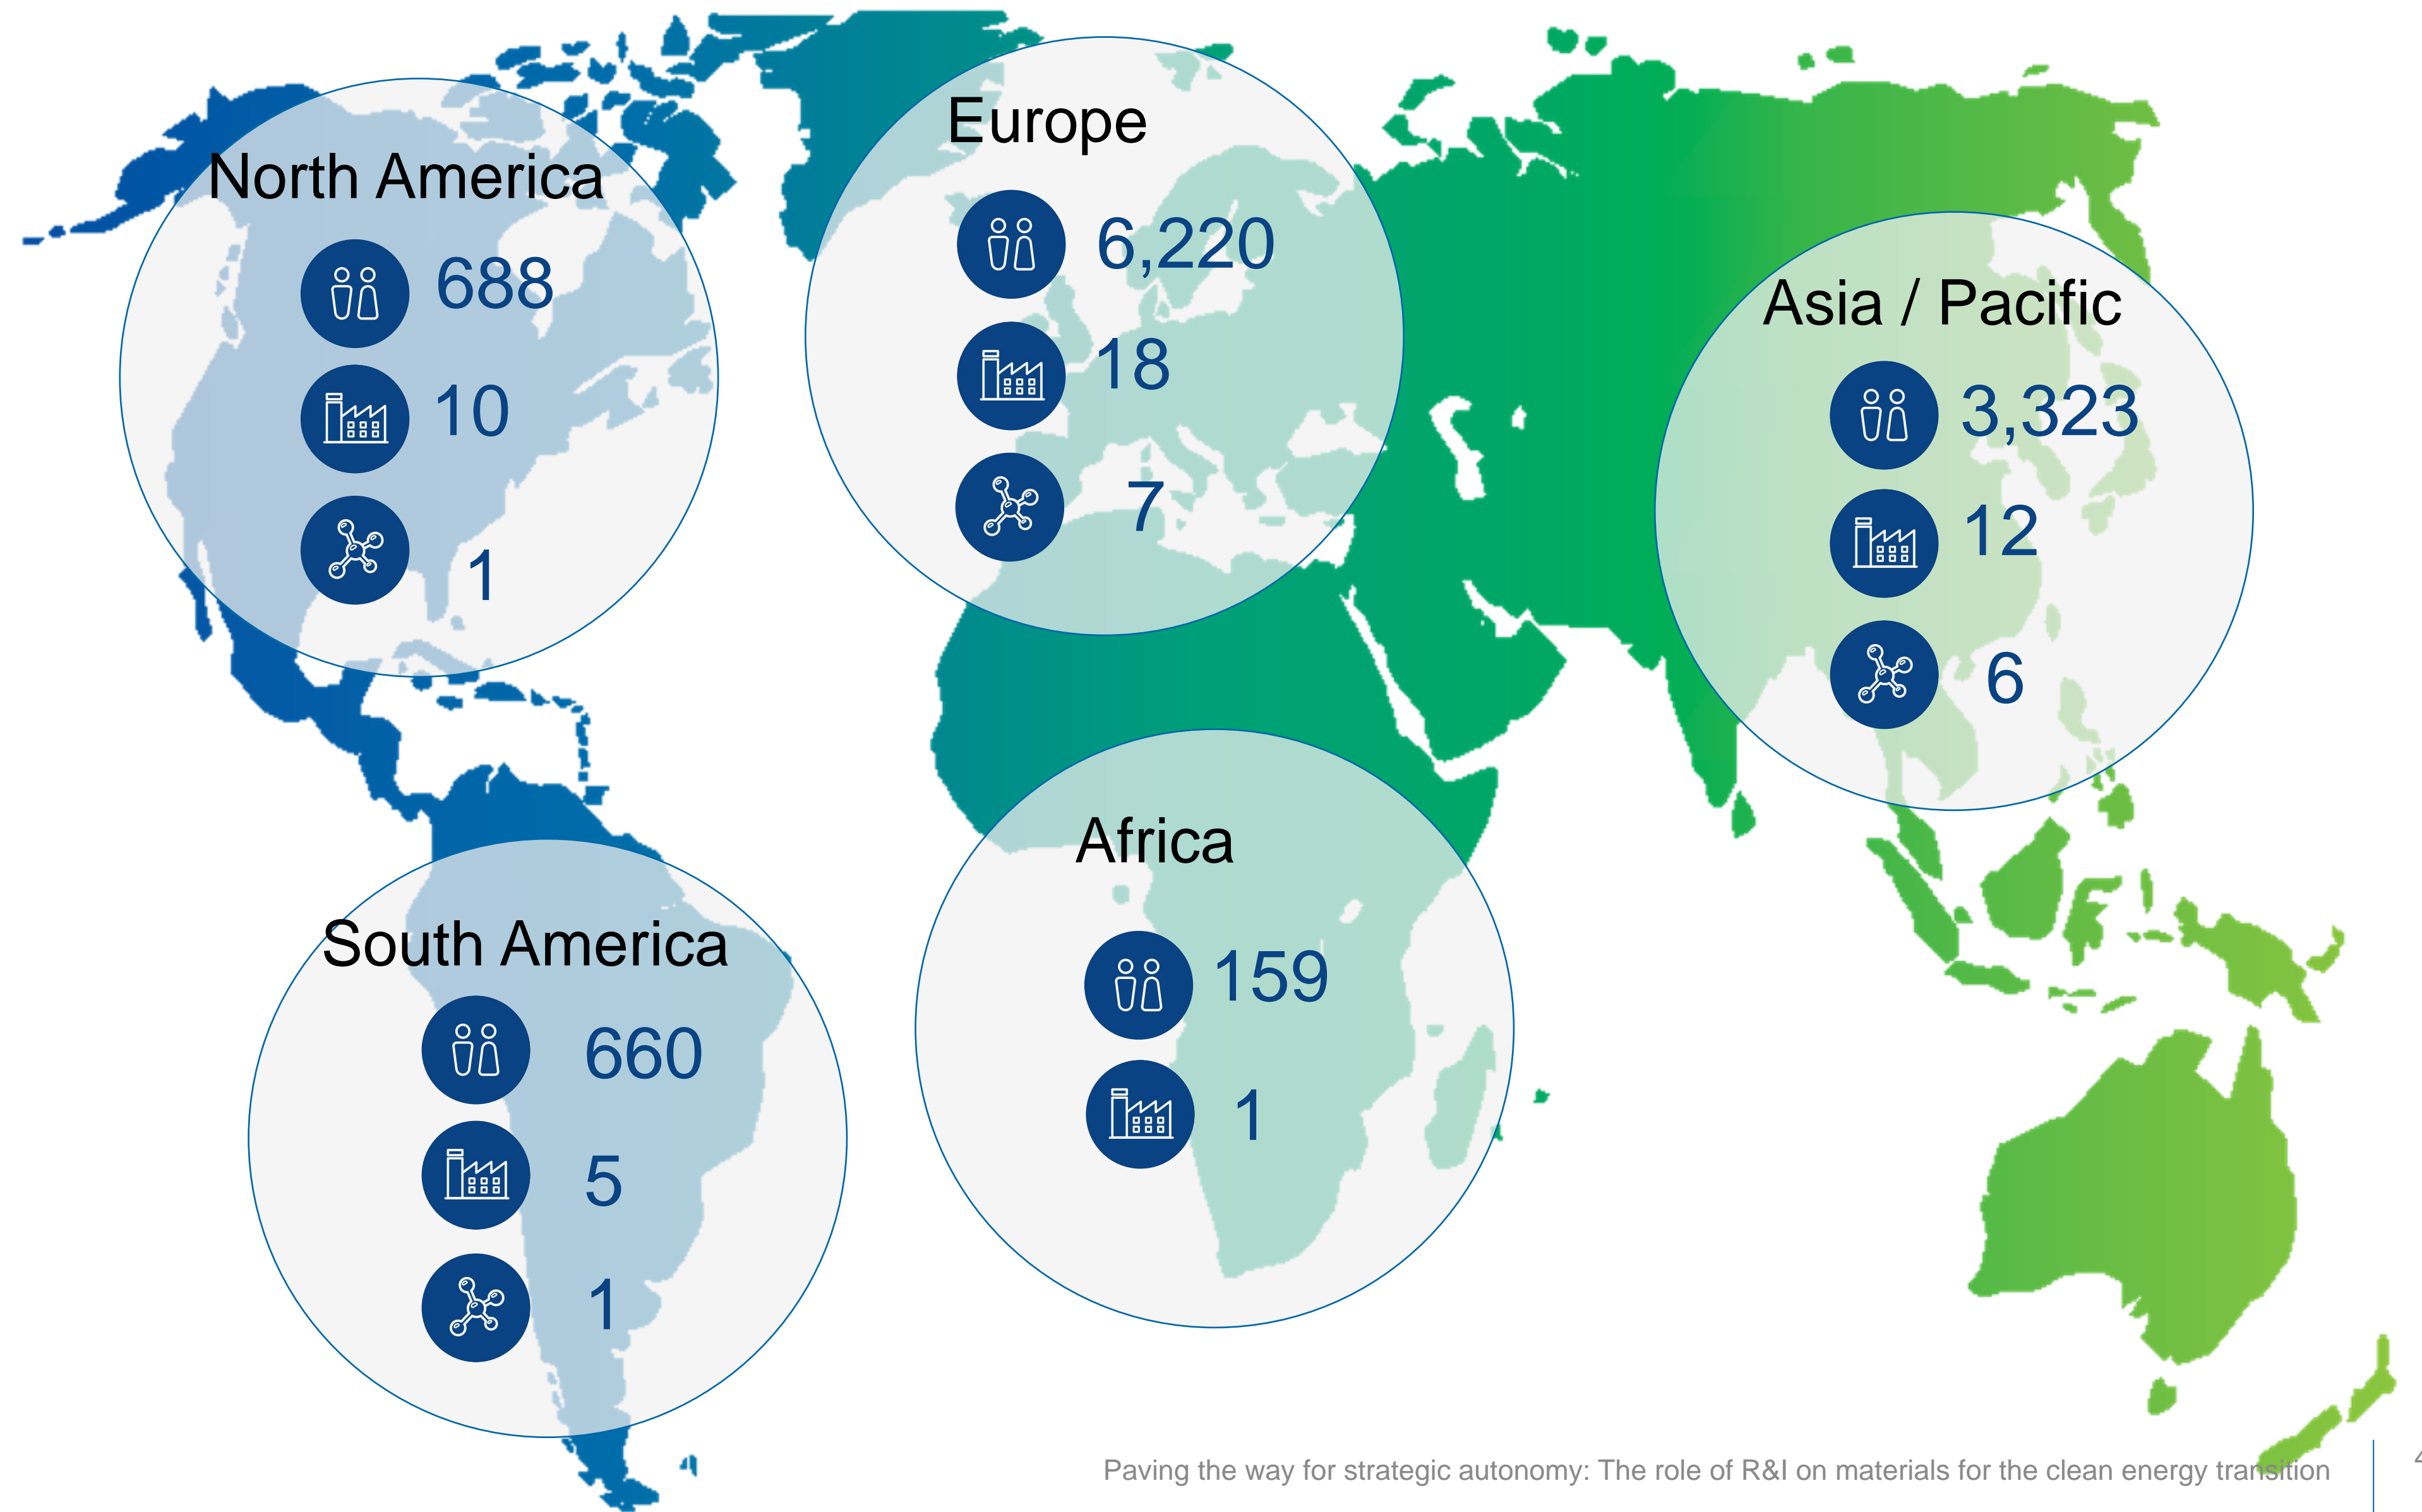 North America
688
10
1
Europe
6,220
18
7
Asia / Pacific
3,323
12
6
South America
660
5
1
Africa
159
1
Paving the way for strategic autonomy: The role of R&I on materials for the clean energy transition